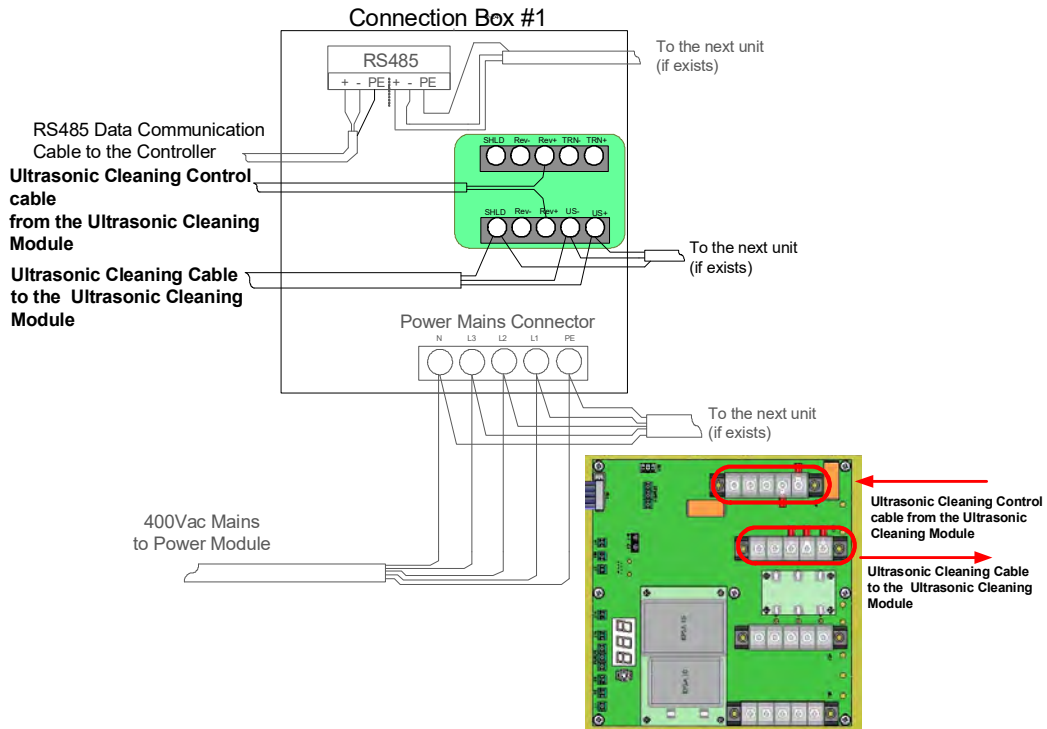 Connection Box #1
RS485
+ - PE + - PE
To the next unit
(if exists)
RS485 Data Communication
Cable to the Controller
Ultrasonic Cleaning Control
cable
from the Ultrasonic Cleaning
Module
SHLD Rev- Rev+ TRN- TRN+
SHLD Rev- Rev+ US- US+
To the next unit
(if exists)
Ultrasonic Cleaning Cable
to the Ultrasonic Cleaning
Module
Power Mains Connector
N L3 L2 L1 PE
To the next unit
(if exists)
400Vac Mains
to Power Module
Ultrasonic Cleaning Control
cable from the Ultrasonic
Cleaning Module
Ultrasonic Cleaning Cable
to the Ultrasonic Cleaning
Module